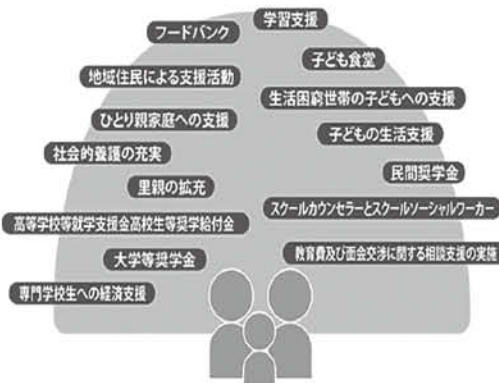 学習支援
フードバンク
子ども食堂
地域住民による支援活動
生活困窮世帯の子どもへの支援
ひとり親家庭への支援
子どもの生活支援
社会的養護の充実
民間奨学金
里親の拡充
スクールカウンセラーとスクールソーシャルワーカー
高等学校等就学支援金高校生等奨学給付金
教育費及び面会交渉に関する相談支援の実施
大学等奨学金
専門学校生への経済支援